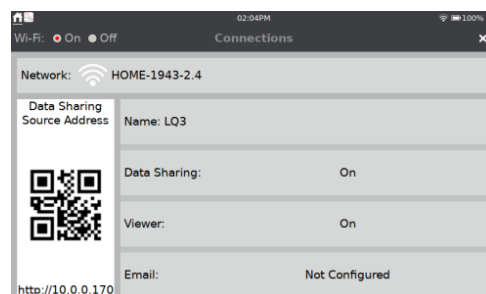 02:04PM
100%
Wi-Fi: On Off
Connections
×
Network: HOME-1943-2.4
Data Sharing
Source Address
Name: LQ3
Data Sharing: On
Viewer: On
Email: Not Configured
http://10.0.0.170